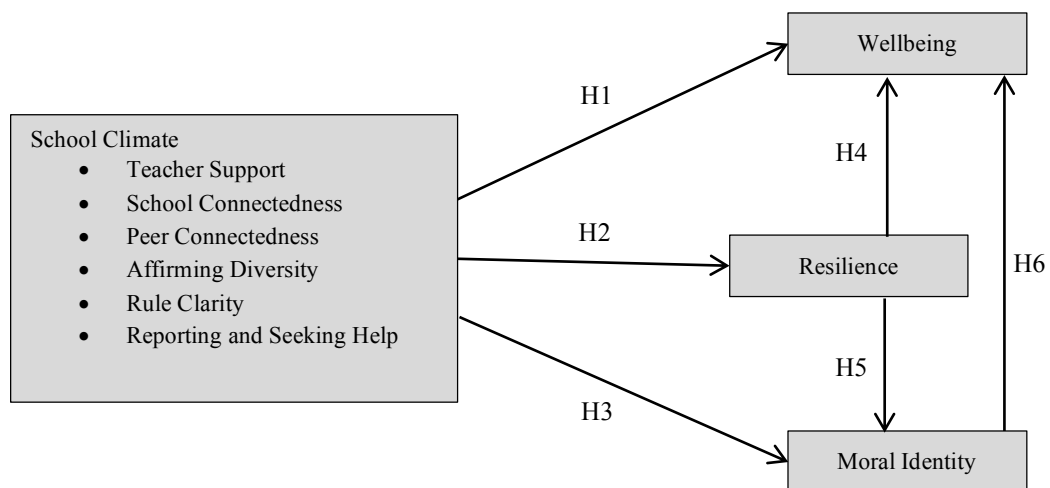 Wellbeing
H1
School Climate
• Teacher Support
• School Connectedness
• Peer Connectedness
• Affirming Diversity
• Rule Clarity
• Reporting and Seeking Help
H4
H2
Resilience
H6
H5
H3
Moral Identity